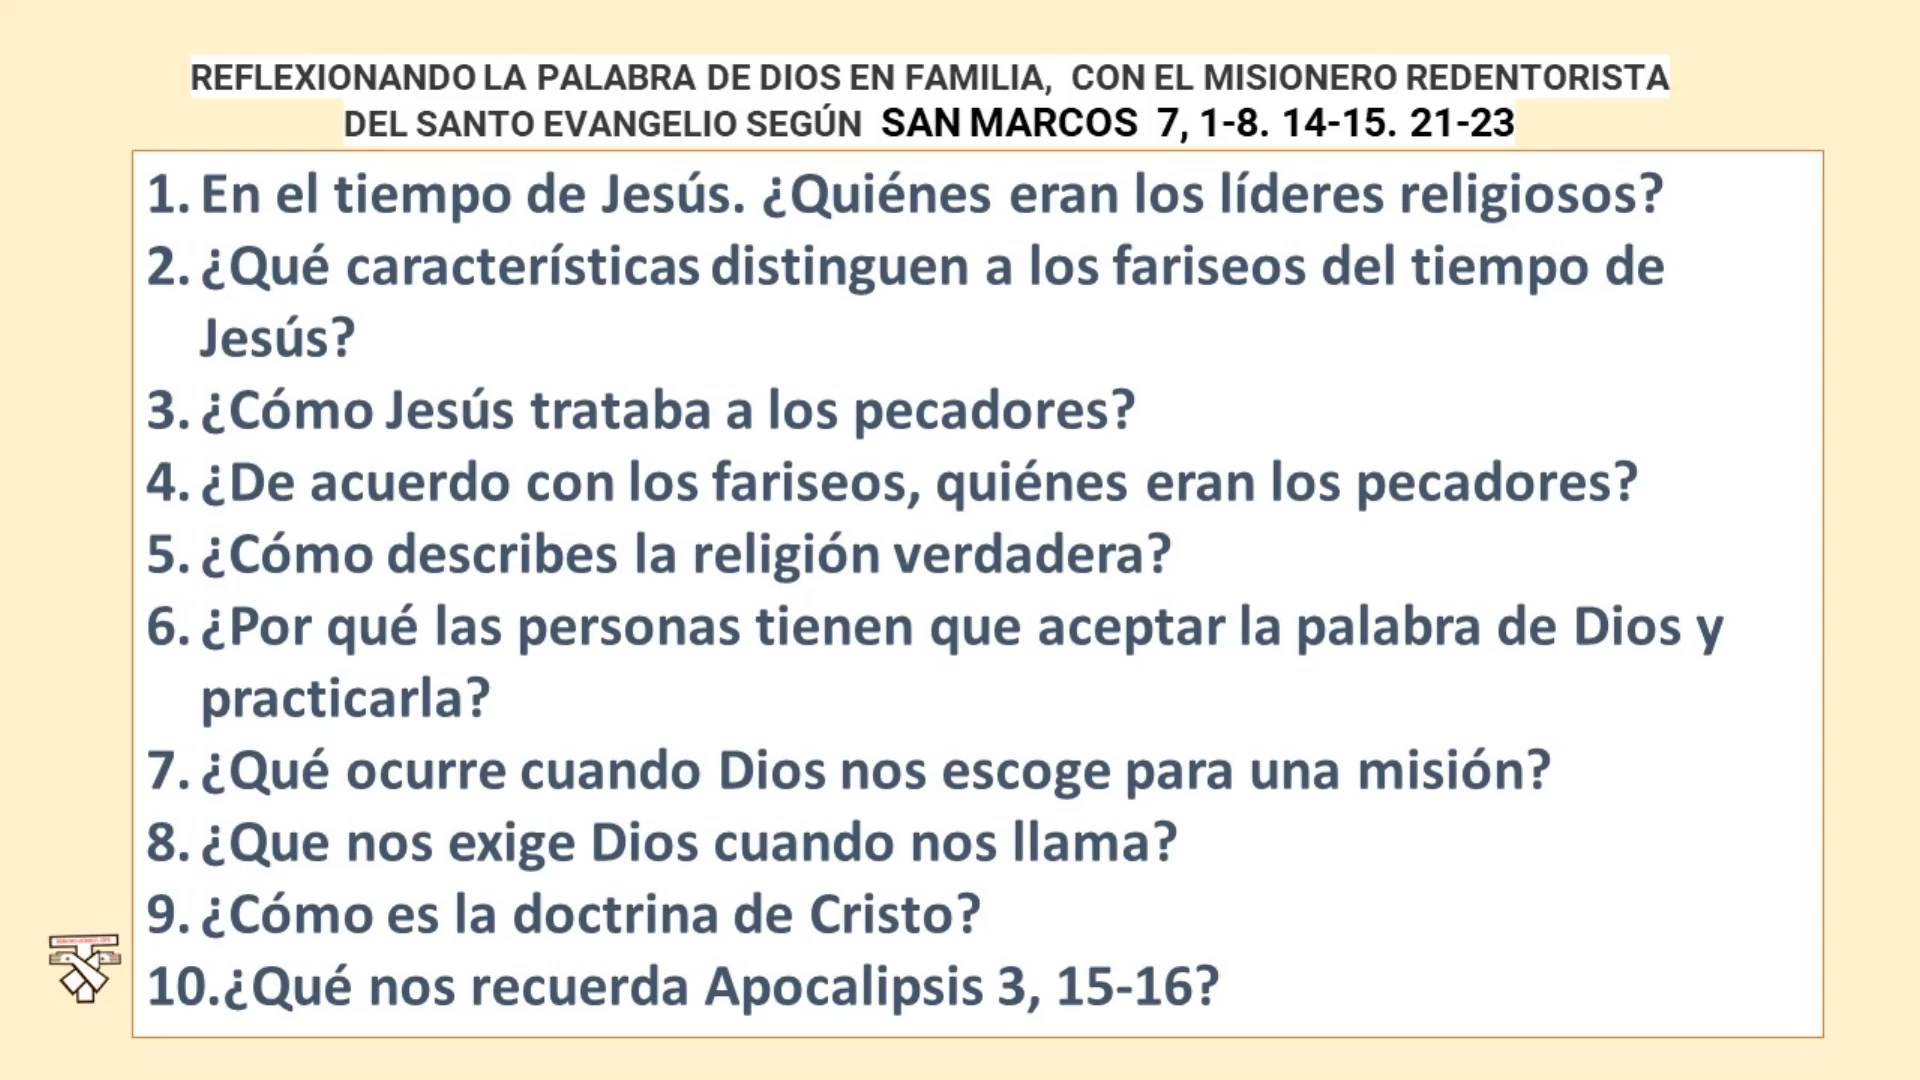 REFLEXIONANDO LA PALABRA DE DIOS EN FAMILIA, CON EL MISIONERO REDENTORISTA
DEL SANTO EVANGELIO SEGÚN SAN MARCOS 7, 1-8. 14-15. 21-23
1. En el tiempo de Jesús. ¿Quiénes eran los líderes religiosos?
2. ¿Qué características distinguen a los fariseos del tiempo de
Jesús?
3. ¿Cómo Jesús trataba a los pecadores?
4. ¿De acuerdo con los fariseos, quiénes eran los pecadores?
5. ¿Cómo describes la religión verdadera?
6. ¿Por qué las personas tienen que aceptar la palabra de Dios y
practicarla?
7. ¿Qué ocurre cuando Dios nos escoge para una misión?
8. ¿Que nos exige Dios cuando nos llama?
9. ¿Cómo es la doctrina de Cristo?
10.¿Qué nos recuerda Apocalipsis 3, 15-16?